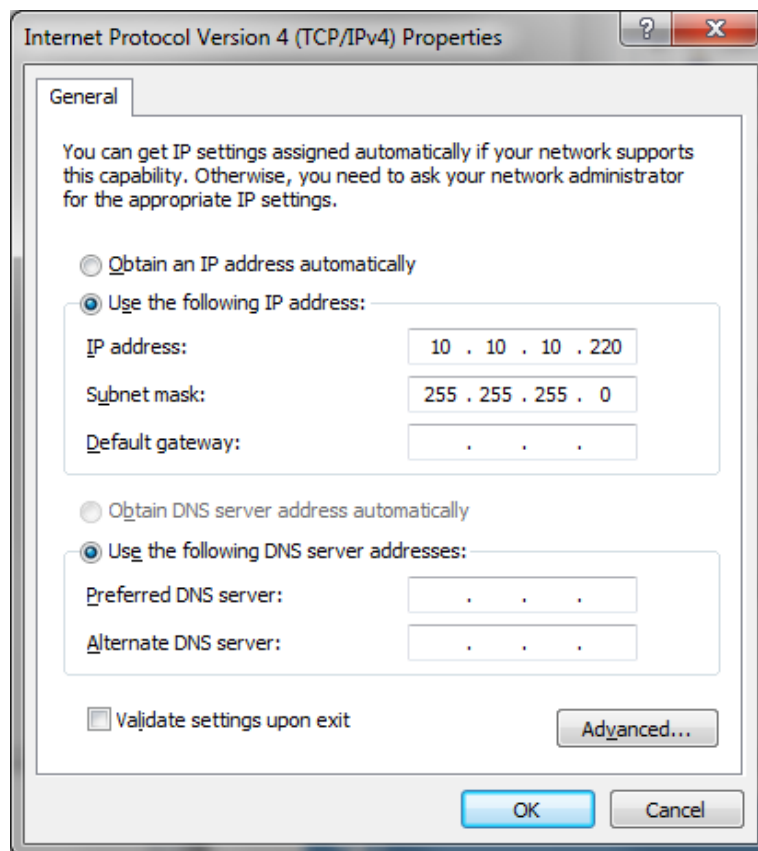 Internet Protocol Version 4 (TCP/IPv4) Properties
?
X
General
You can get IP settings assigned automatically if your network supports
this capability. Otherwise, you need to ask your network administrator
for the appropriate IP settings.
Obtain an IP address automatically
Use the following IP address:
IP address: 10 . 10 . 10 . 220
Subnet mask: 255 . 255 . 255 . 0
Default gateway: . . .
Obtain DNS server address automatically
Use the following DNS server addresses:
Preferred DNS server: . . .
Alternate DNS server: . . .
Validate settings upon exit
Advanced...
OK Cancel